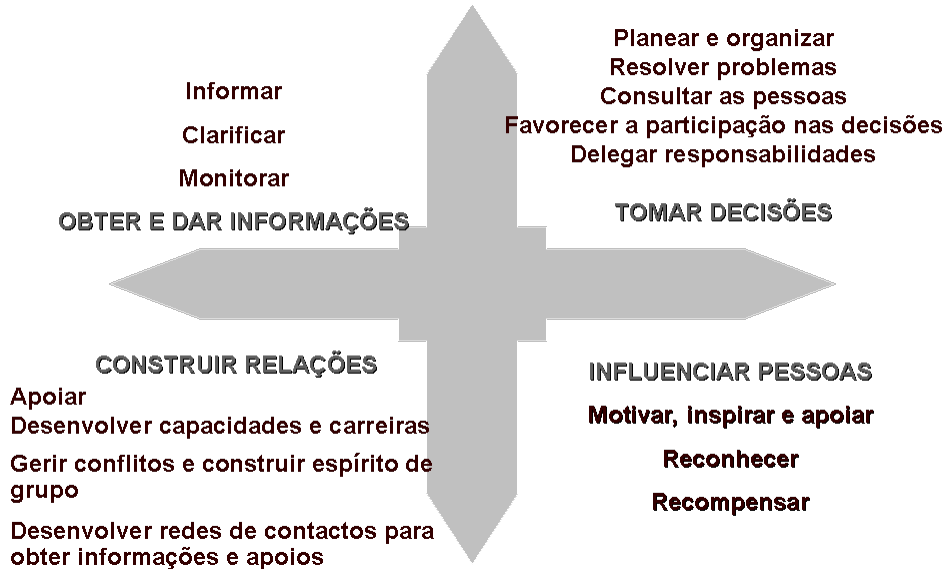 Informar
Clarificar
Monitorar
OBTER E DAR INFORMAÇÕES
Planear e organizar
Resolver problemas
Consultar as pessoas
Favorecer a participação nas decisões
Delegar responsabilidades
TOMAR DECISÕES
CONSTRUIR RELAÇÕES
Apoiar
Desenvolver capacidades e carreiras
Gerir conflitos e construir espírito de
grupo
Desenvolver redes de contactos para
obter informações e apoios
INFLUENCIAR PESSOAS
Motivar, inspirar e apoiar
Reconhecer
Recompensar